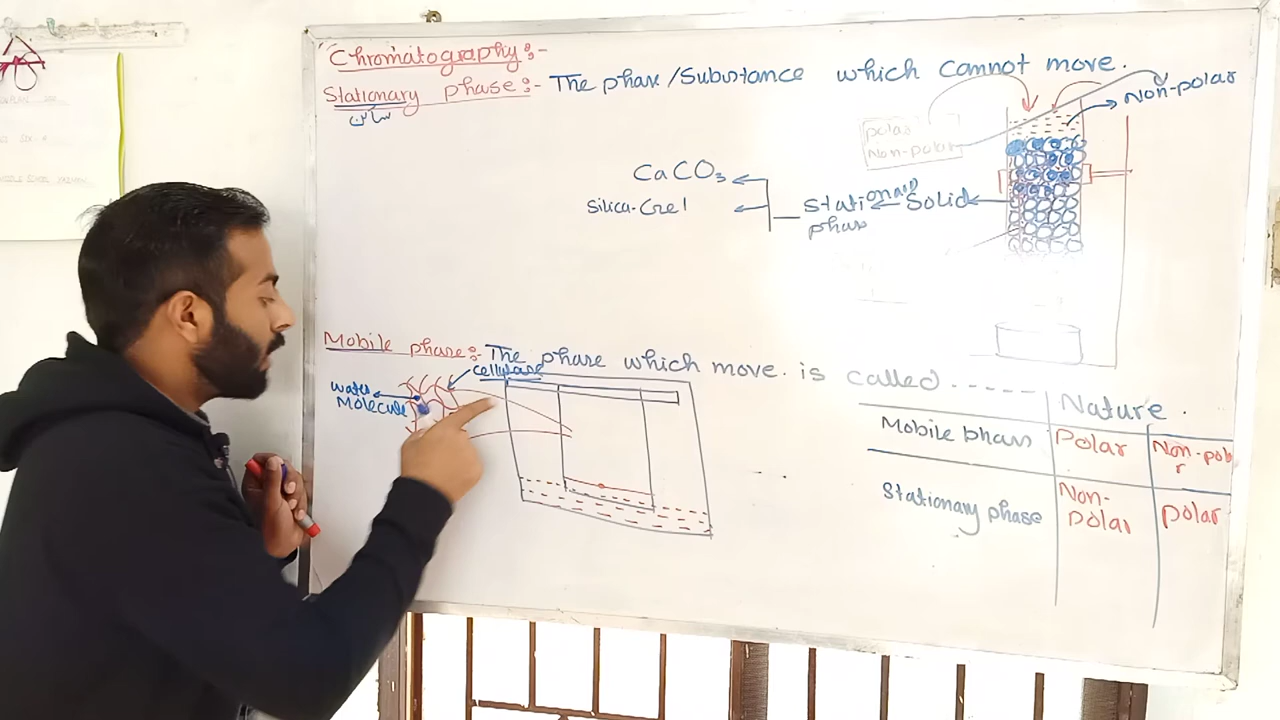 Chromatography:-
Stationary phase:- The phase/Substance which cannot move.
ساکن
Non-polar
polar
Non-polar
CaCO3
Silica-Gel
Stationary phase
Solid
Mobile phase:- The phase which move. is called - - - - -
cellulose
water Molecule
Nature.
Mobile phase Polar Non-polar
Stationary phase Non-Polar polar